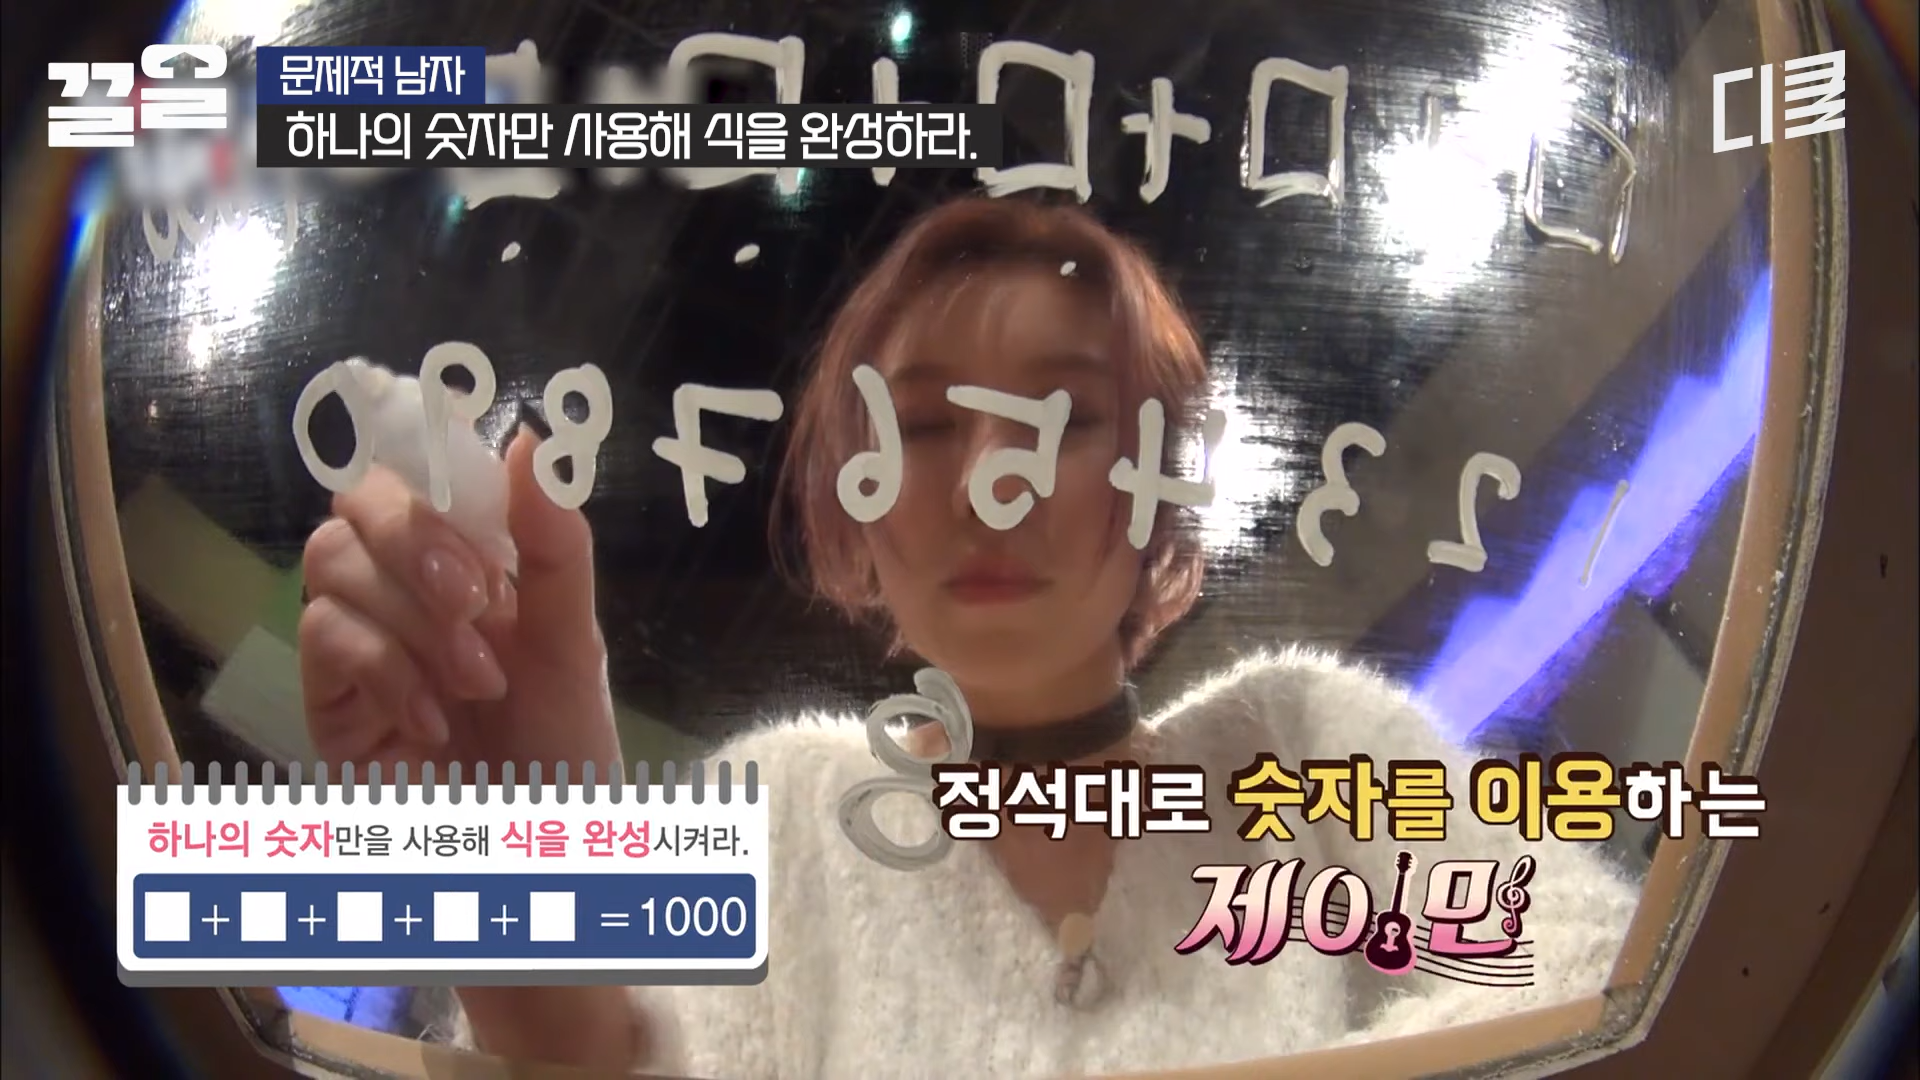 끌올
문제적 남자
디클
하나의 숫자만 사용해 식을 완성하라.
□+□+□+□
1 2 3 4 5 6 7 8 9 0
8
하나의 숫자만을 사용해 식을 완성시켜라.
□+□+□+□+□ =1000
정석대로 숫자를 이용하는
제이민